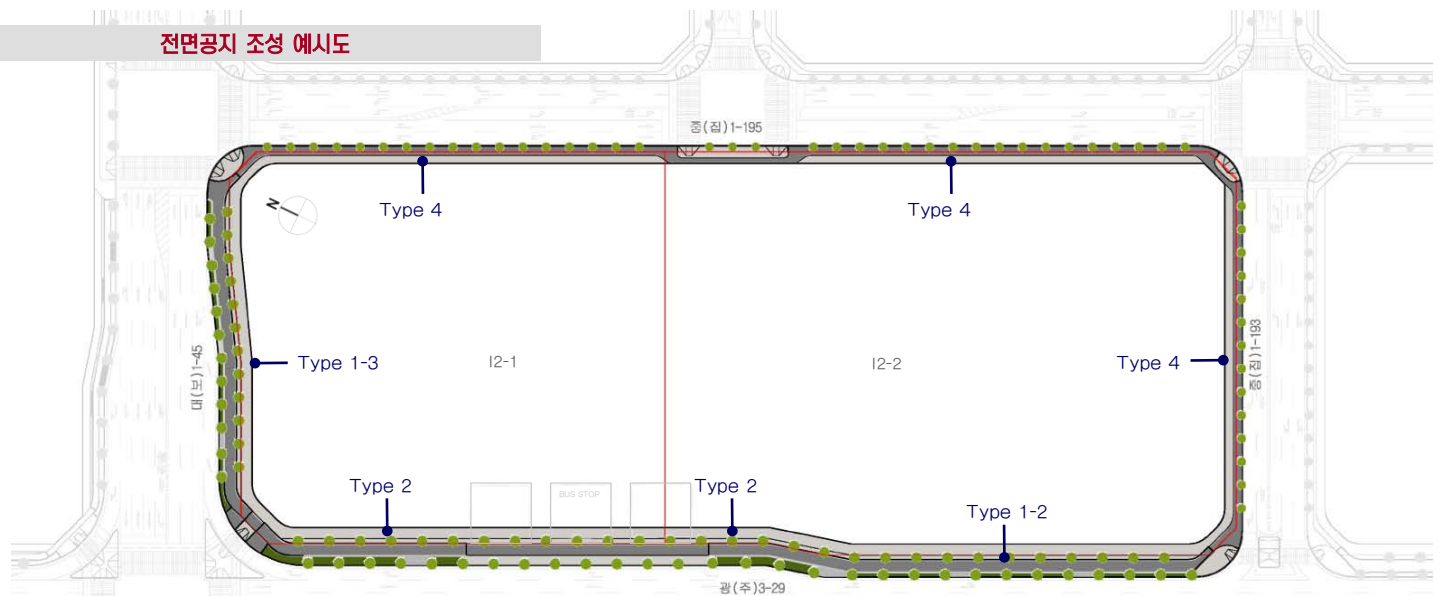 전면공지 조성 예시도
중(집)1-195
Type 4
Type 4
N
대(보)1-45
Type 1-3
I2-1
I2-2
Type 4
중(집)1-193
Type 2
BUS STOP
Type 2
Type 1-2
광(주)3-29